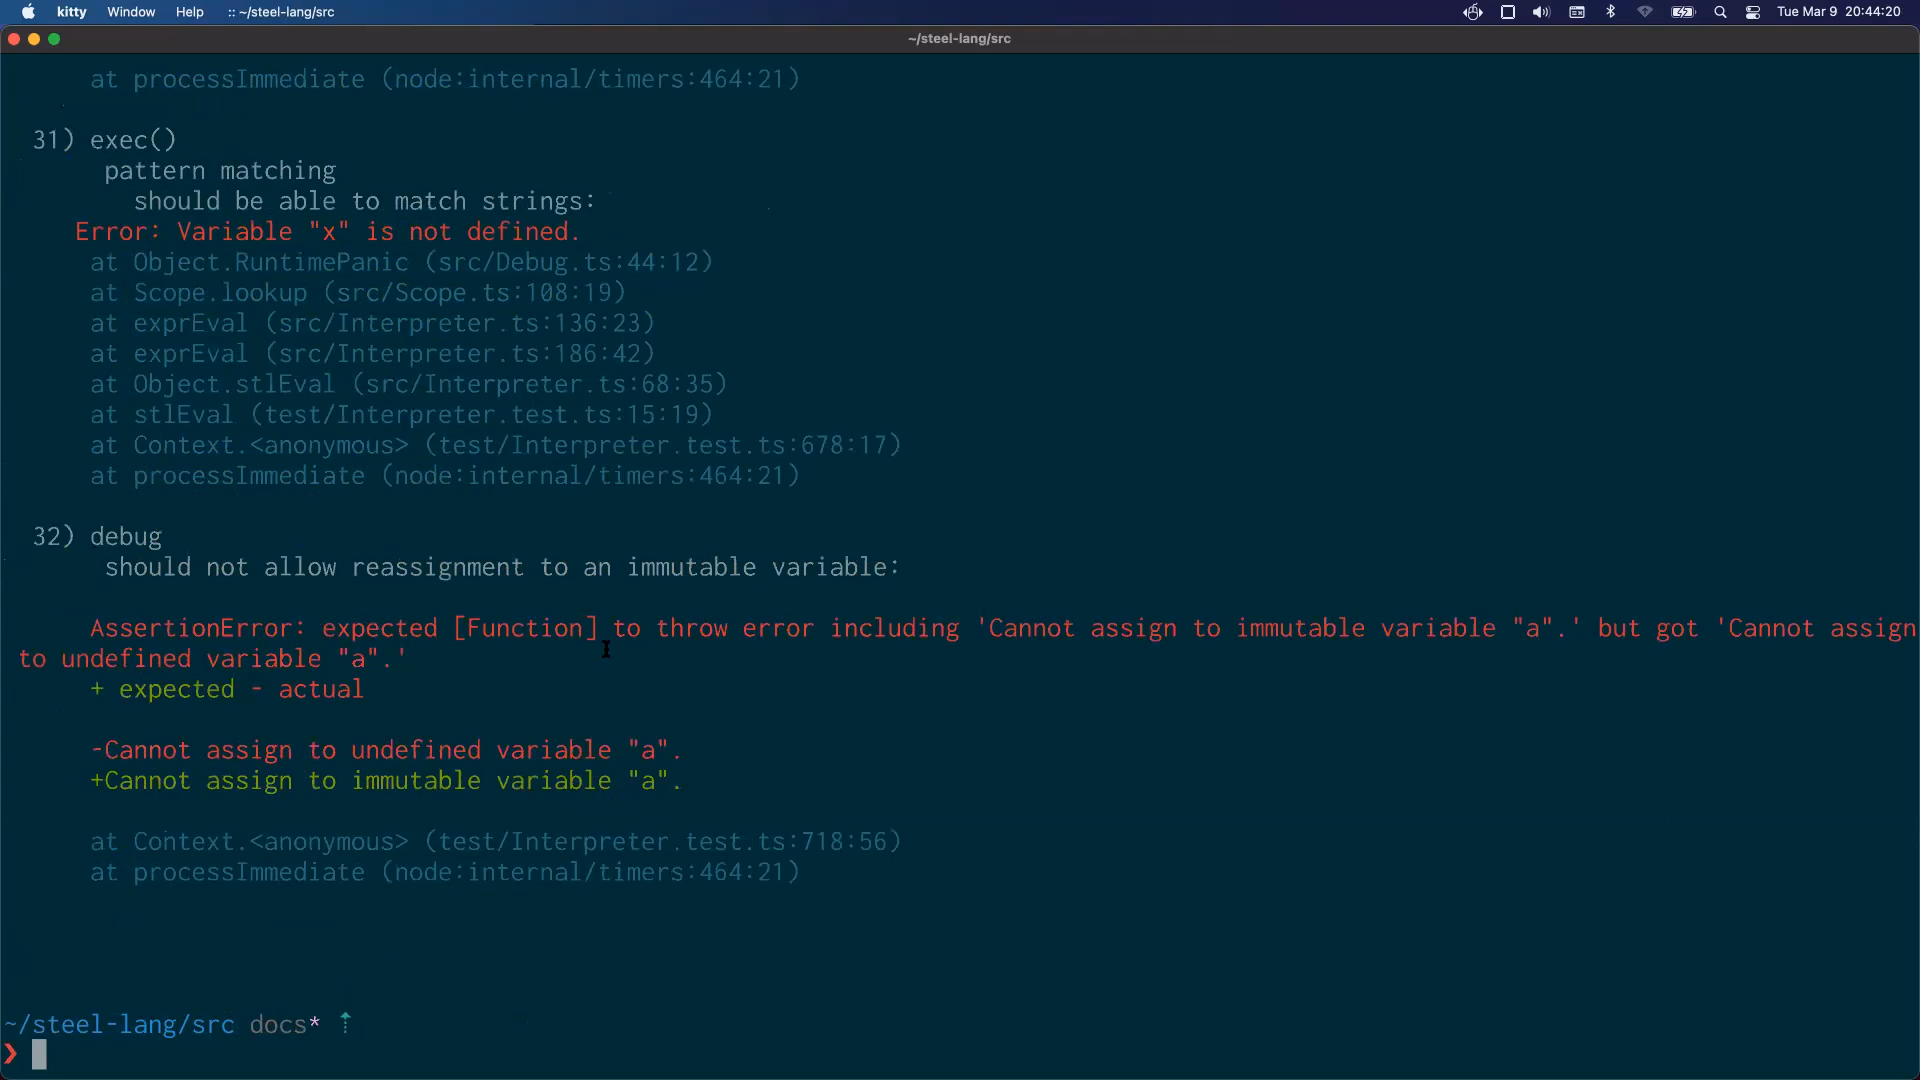 kitty Window Help :: ~/steel-lang/src Tue Mar 9 20:44:20
~/steel-lang/src
at processImmediate (node:internal/timers:464:21)
31) exec()
pattern matching
should be able to match strings:
Error: Variable "x" is not defined.
at Object.RuntimePanic (src/Debug.ts:44:12)
at Scope.lookup (src/Scope.ts:108:19)
at exprEval (src/Interpreter.ts:136:23)
at exprEval (src/Interpreter.ts:186:42)
at Object.stlEval (src/Interpreter.ts:68:35)
at stlEval (test/Interpreter.test.ts:15:19)
at Context.<anonymous> (test/Interpreter.test.ts:678:17)
at processImmediate (node:internal/timers:464:21)
32) debug
should not allow reassignment to an immutable variable:
AssertionError: expected [Function] to throw error including 'Cannot assign to immutable variable "a".' but got 'Cannot assign
to undefined variable "a".'
+ expected - actual
-Cannot assign to undefined variable "a".
+Cannot assign to immutable variable "a".
at Context.<anonymous> (test/Interpreter.test.ts:718:56)
at processImmediate (node:internal/timers:464:21)
~/steel-lang/src docs* ⇡
❯